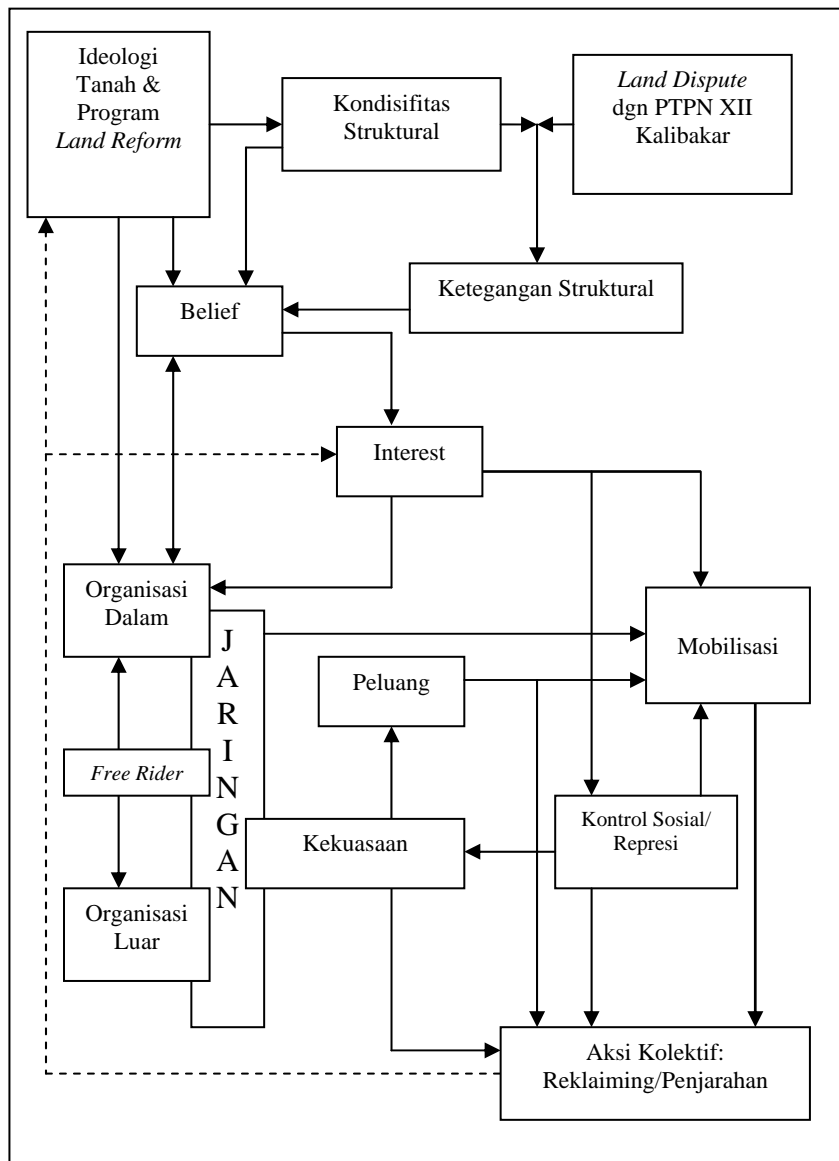 Ideologi
Tanah &
Program
Land Reform
Kondisifitas
Struktural
Land Dispute
dgn PTPN XII
Kalibakar
Belief
Ketegangan Struktural
Interest
Organisasi
Dalam
JARINGAN
Mobilisasi
Peluang
Free Rider
Kontrol Sosial/
Represi
Kekuasaan
Organisasi
Luar
Aksi Kolektif:
Reklaiming/Penjarahan